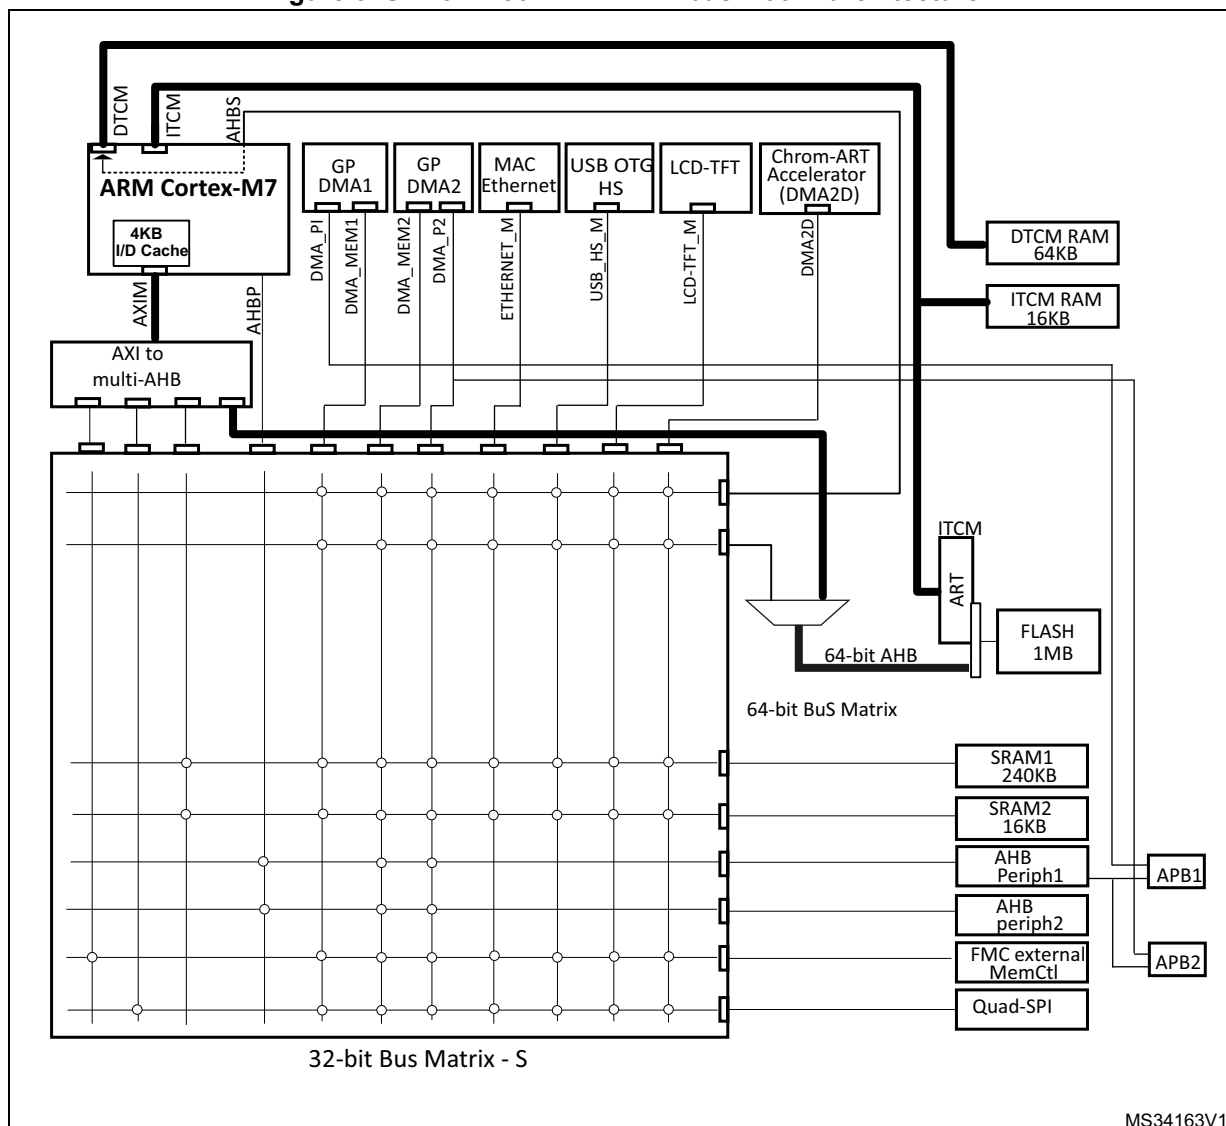 DTCM
ITCM
AHBS
ARM Cortex-M7
4KB
I/D Cache
AXIM
AHBP
GP
DMA1
GP
DMA2
MAC
Ethernet
USB OTG
HS
LCD-TFT
Chrom-ART
Accelerator
(DMA2D)
DMA_PI
DMA_MEM1
DMA_MEM2
DMA_P2
ETHERNET_M
USB_HS_M
LCD-TFT_M
DMA2D
DTCM RAM
64KB
ITCM RAM
16KB
AXI to
multi-AHB
ITCM
ART
FLASH
1MB
64-bit AHB
64-bit BuS Matrix
SRAM1
240KB
SRAM2
16KB
AHB
Periph1
APB1
AHB
periph2
FMC external
MemCtl
APB2
Quad-SPI
32-bit Bus Matrix - S
MS34163V1